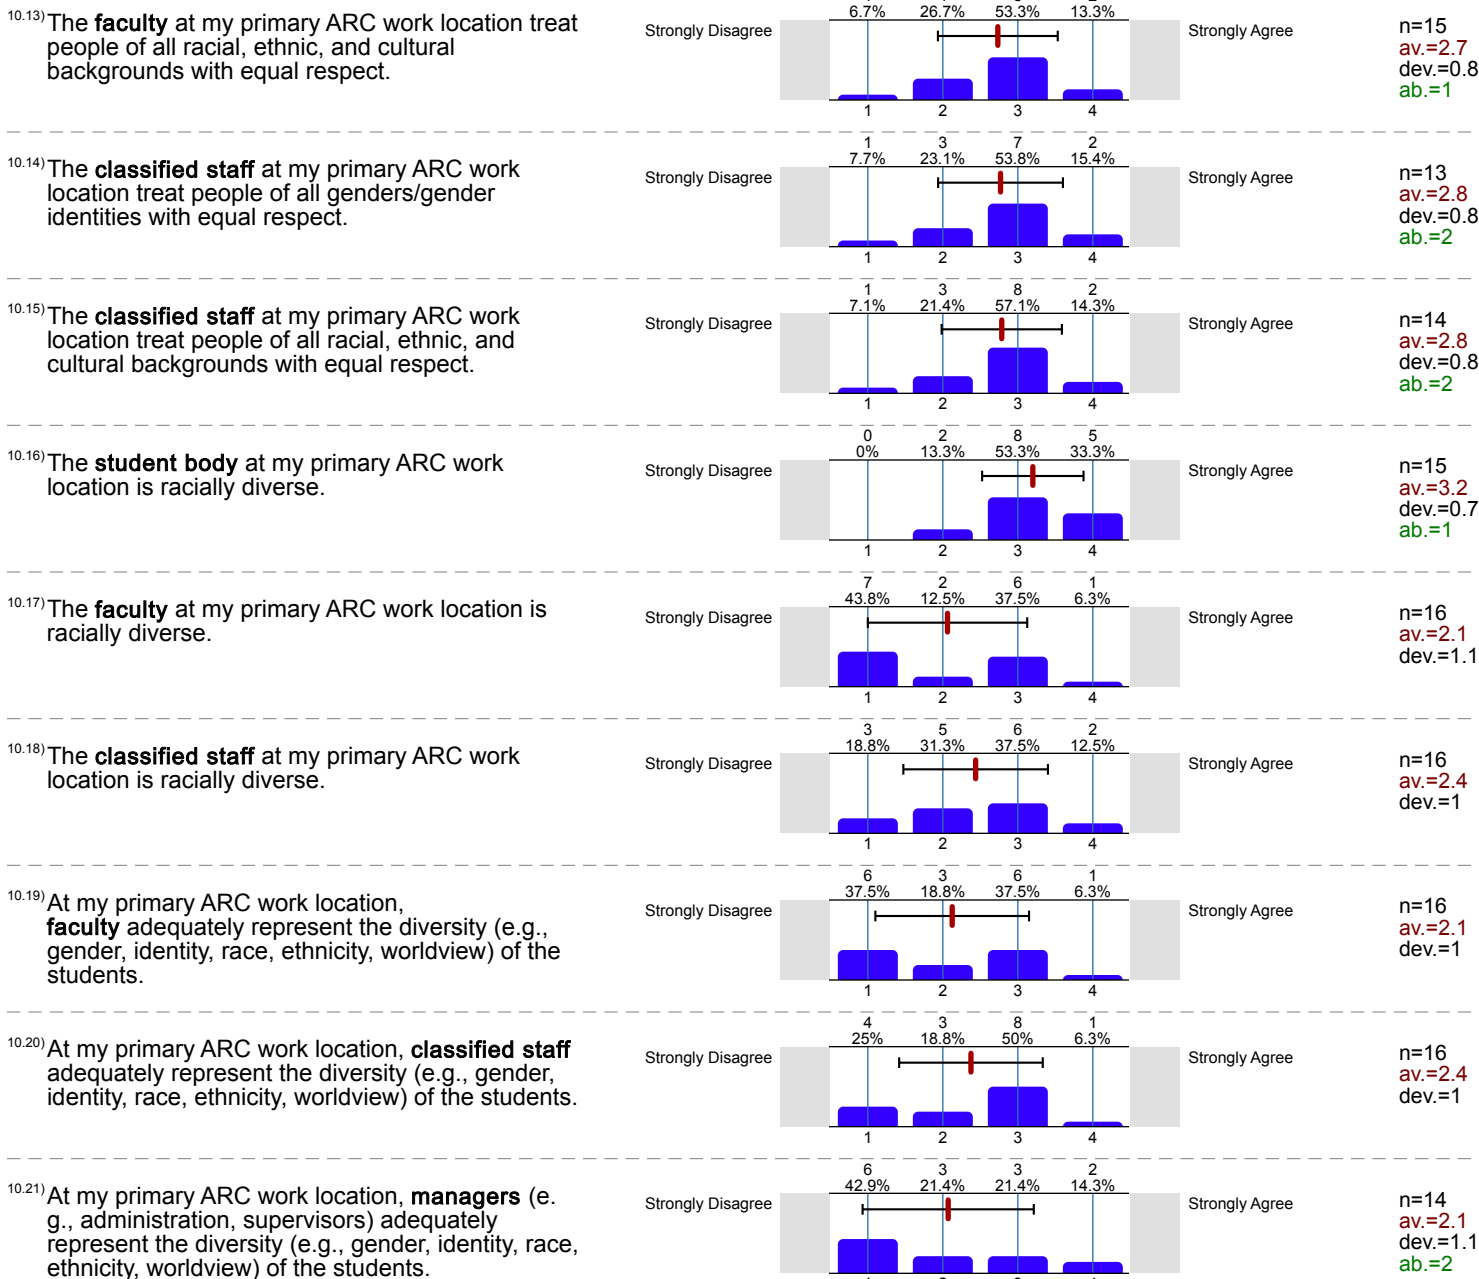 6.7% 26.7% 53.3% 13.3%
10.13) The faculty at my primary ARC work location treat
people of all racial, ethnic, and cultural
backgrounds with equal respect.
Strongly Disagree
Strongly Agree
n=15
av.=2.7
dev.=0.8
ab.=1
1 2 3 4
1 3 7 2
7.7% 23.1% 53.8% 15.4%
10.14) The classified staff at my primary ARC work
location treat people of all genders/gender
identities with equal respect.
Strongly Disagree
Strongly Agree
n=13
av.=2.8
dev.=0.8
ab.=2
1 2 3 4
1 3 8 2
7.1% 21.4% 57.1% 14.3%
10.15) The classified staff at my primary ARC work
location treat people of all racial, ethnic, and
cultural backgrounds with equal respect.
Strongly Disagree
Strongly Agree
n=14
av.=2.8
dev.=0.8
ab.=2
1 2 3 4
0 2 8 5
0% 13.3% 53.3% 33.3%
10.16) The student body at my primary ARC work
location is racially diverse.
Strongly Disagree
Strongly Agree
n=15
av.=3.2
dev.=0.7
ab.=1
1 2 3 4
7 2 6 1
43.8% 12.5% 37.5% 6.3%
10.17) The faculty at my primary ARC work location is
racially diverse.
Strongly Disagree
Strongly Agree
n=16
av.=2.1
dev.=1.1
1 2 3 4
3 5 6 2
18.8% 31.3% 37.5% 12.5%
10.18) The classified staff at my primary ARC work
location is racially diverse.
Strongly Disagree
Strongly Agree
n=16
av.=2.4
dev.=1
1 2 3 4
6 3 6 1
37.5% 18.8% 37.5% 6.3%
10.19) At my primary ARC work location,
faculty adequately represent the diversity (e.g.,
gender, identity, race, ethnicity, worldview) of the
students.
Strongly Disagree
Strongly Agree
n=16
av.=2.1
dev.=1
1 2 3 4
4 3 8 1
25% 18.8% 50% 6.3%
10.20) At my primary ARC work location, classified staff
adequately represent the diversity (e.g., gender,
identity, race, ethnicity, worldview) of the students.
Strongly Disagree
Strongly Agree
n=16
av.=2.4
dev.=1
1 2 3 4
6 3 3 2
42.9% 21.4% 21.4% 14.3%
10.21) At my primary ARC work location, managers (e.
g., administration, supervisors) adequately
represent the diversity (e.g., gender, identity, race,
ethnicity, worldview) of the students.
Strongly Disagree
Strongly Agree
n=14
av.=2.1
dev.=1.1
ab.=2